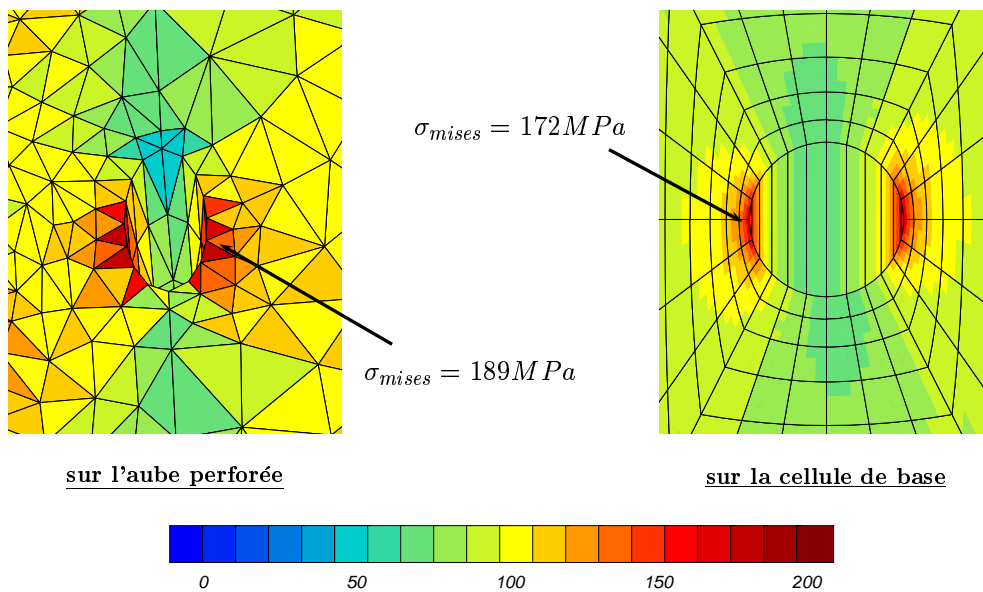 σmises = 172MPa
σmises = 189MPa
sur l'aube perforée
sur la cellule de base
0 50 100 150 200